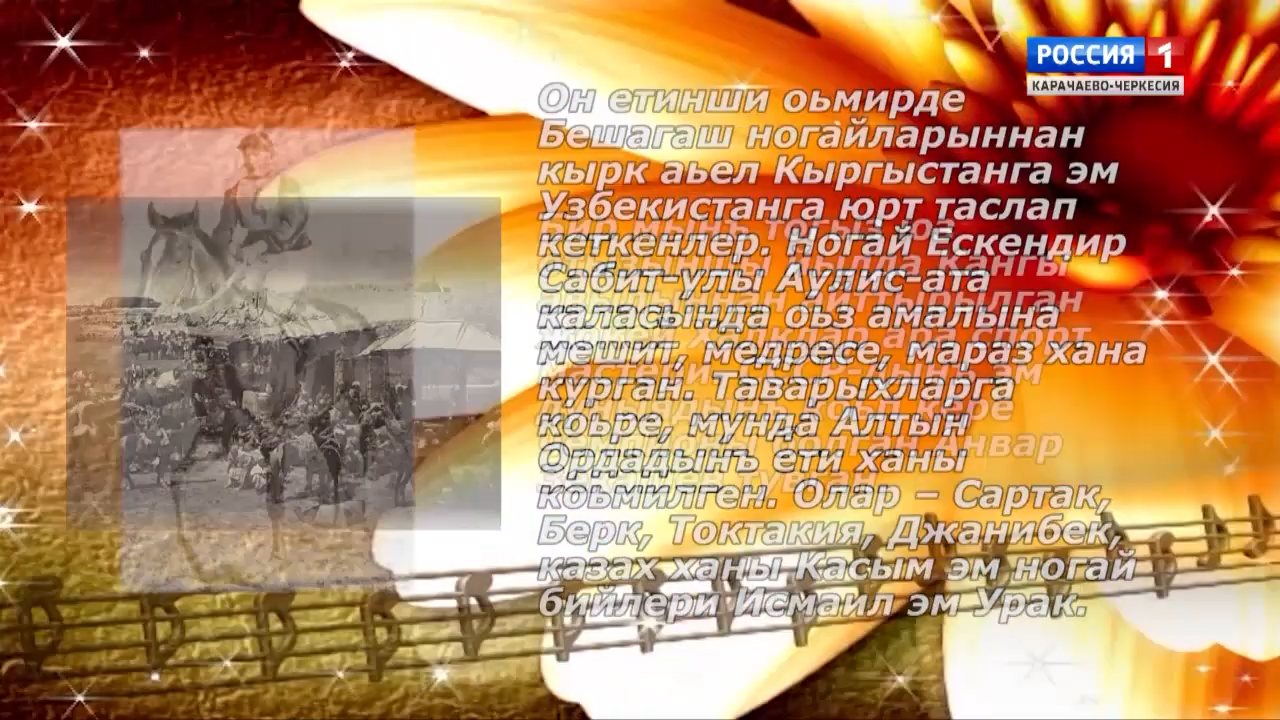 РОССИЯ 1
КАРАЧАЕВО-ЧЕРКЕСИЯ
Он етинши оьмирде
Бешагаш ногайларыннан
кырк аьел Кыргыстанга эм
Узбекистанга юрт таслап
кеткенлер. Ногай Ескендир
Сабит-улы Аулис-ата
каласында оьз амалына
мешит, медресе, мараз хана
курган. Таварыхларга
коьре, мунда Алтын
Ордадынъ ети ханы
коьмилген. Олар – Сартак,
Берк, Токтакия, Джанибек,
казах ханы Касым эм ногай
бийлери Исмаил эм Урак.